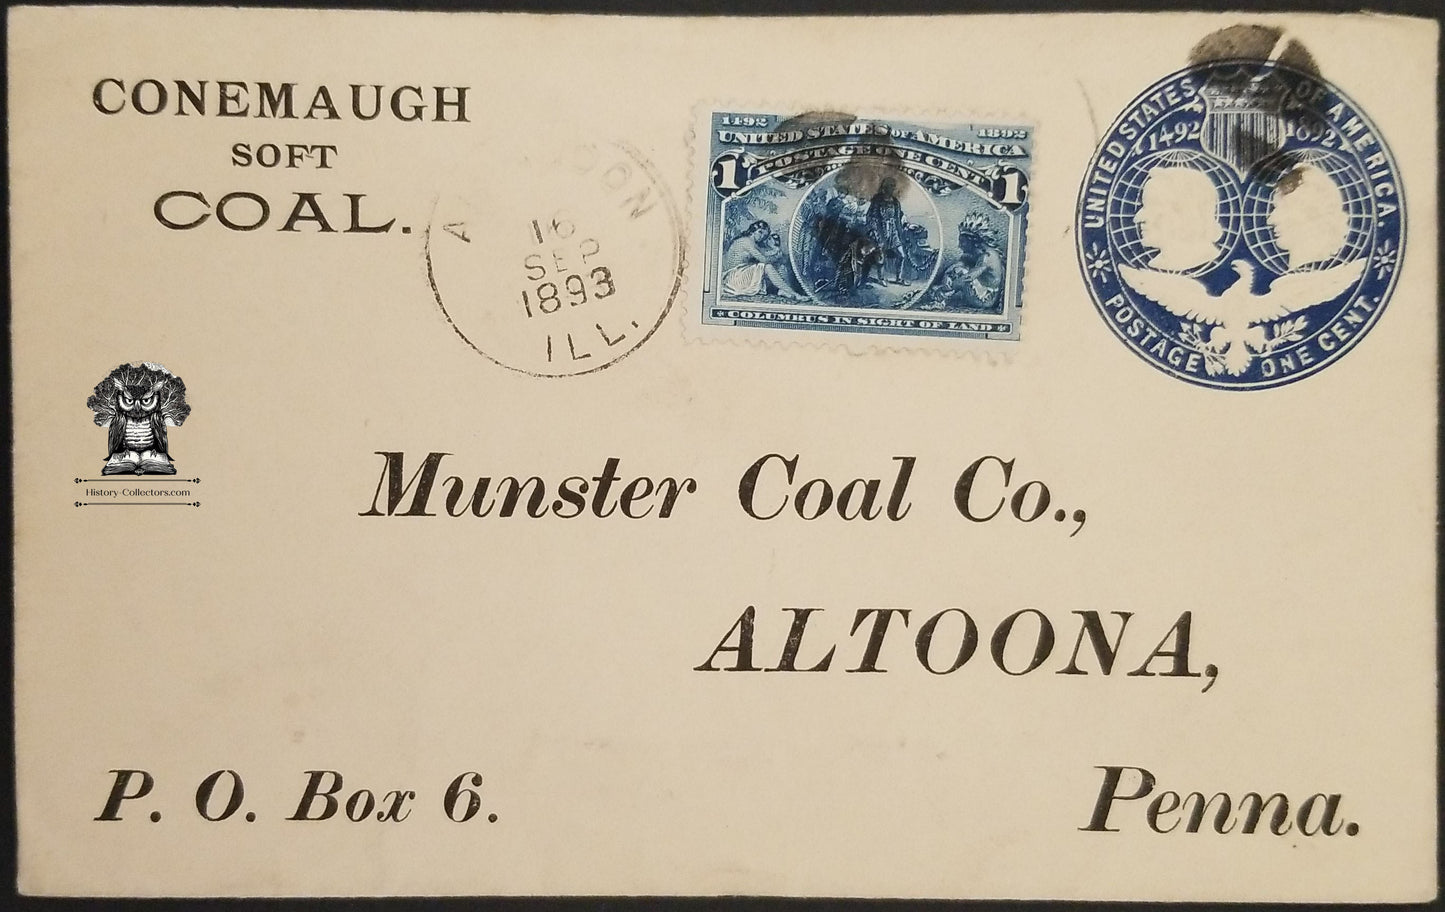 CONEMAUGH
SOFT
COAL.
16
SEP
1893
ILL.
1492 1892
UNITED STATES OF AMERICA
POSTAGE ONE CENT
1 1
COLUMBUS IN SIGHT OF LAND
UNITED STATES OF AMERICA.
1492 1892
POSTAGE ONE CENT.
History-Collectors.com
Munster Coal Co.,
ALTOONA,
P. O. Box 6.
Penna.